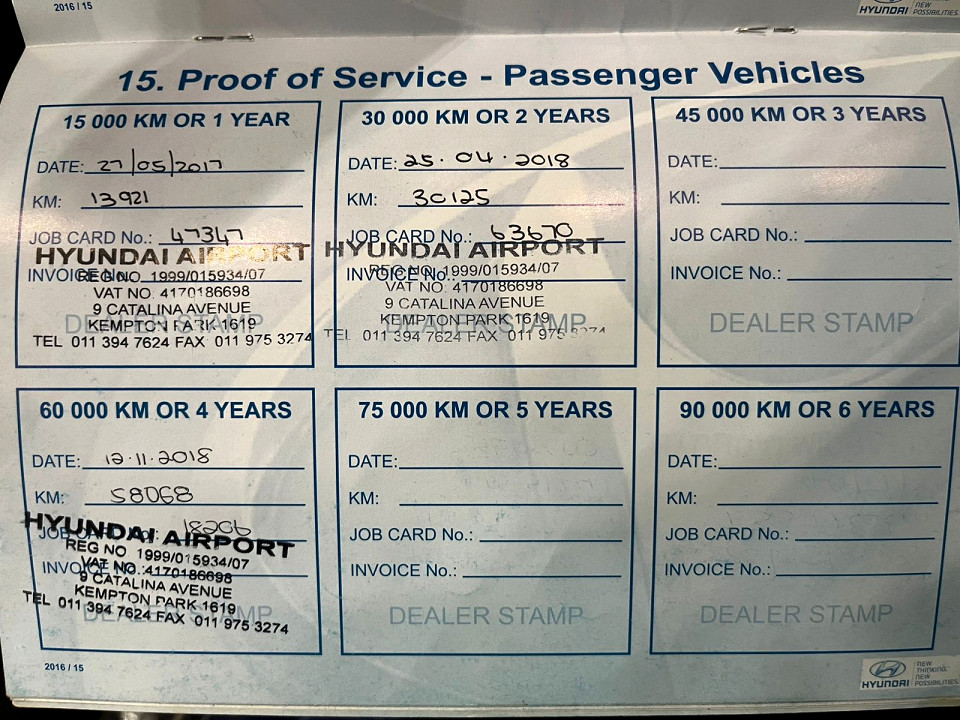 2016 / 15
HYUNDAI
NEW
POSSIBILITIES.
15. Proof of Service - Passenger Vehicles
15 000 KM OR 1 YEAR
DATE: 27/05/2017
KM: 13921
JOB CARD No.: 47347
HYUNDAI AIRPORT
INVOICE No.
REG NO. 1999/015934/07
VAT NO. 4170186698
9 CATALINA AVENUE
KEMPTON PARK 1619
DEALER STAMP
TEL 011 394 7624 FAX 011 975 3274
30 000 KM OR 2 YEARS
DATE: 25.04.2018
KM: 30125
JOB CARD No.: 63670
HYUNDAI AIRPORT
INVOICE No.:
REG NO. 1999/015934/07
VAT NO. 4170186698
9 CATALINA AVENUE
KEMPTON PARK 1619
DEALER STAMP
TEL 011 394 7624 FAX 011 975 3274
45 000 KM OR 3 YEARS
DATE:
KM:
JOB CARD No.:
INVOICE No.:
DEALER STAMP
60 000 KM OR 4 YEARS
DATE: 12.11.2018
KM: 58068
JOB CARD No.:
HYUNDAI AIRPORT
REG NO 1999/015934/07
INVOICE No.:
VAT NO. 4170186698
9 CATALINA AVENUE
KEMPTON PARK 1619
DEALER STAMP
TEL 011 394 7624 FAX 011 975 3274
75 000 KM OR 5 YEARS
DATE:
KM:
JOB CARD No.:
INVOICE No.:
DEALER STAMP
90 000 KM OR 6 YEARS
DATE:
KM:
JOB CARD No.:
INVOICE No.:
DEALER STAMP
2016 / 15
HYUNDAI
NEW
THINKING.
NEW
POSSIBILITIES.